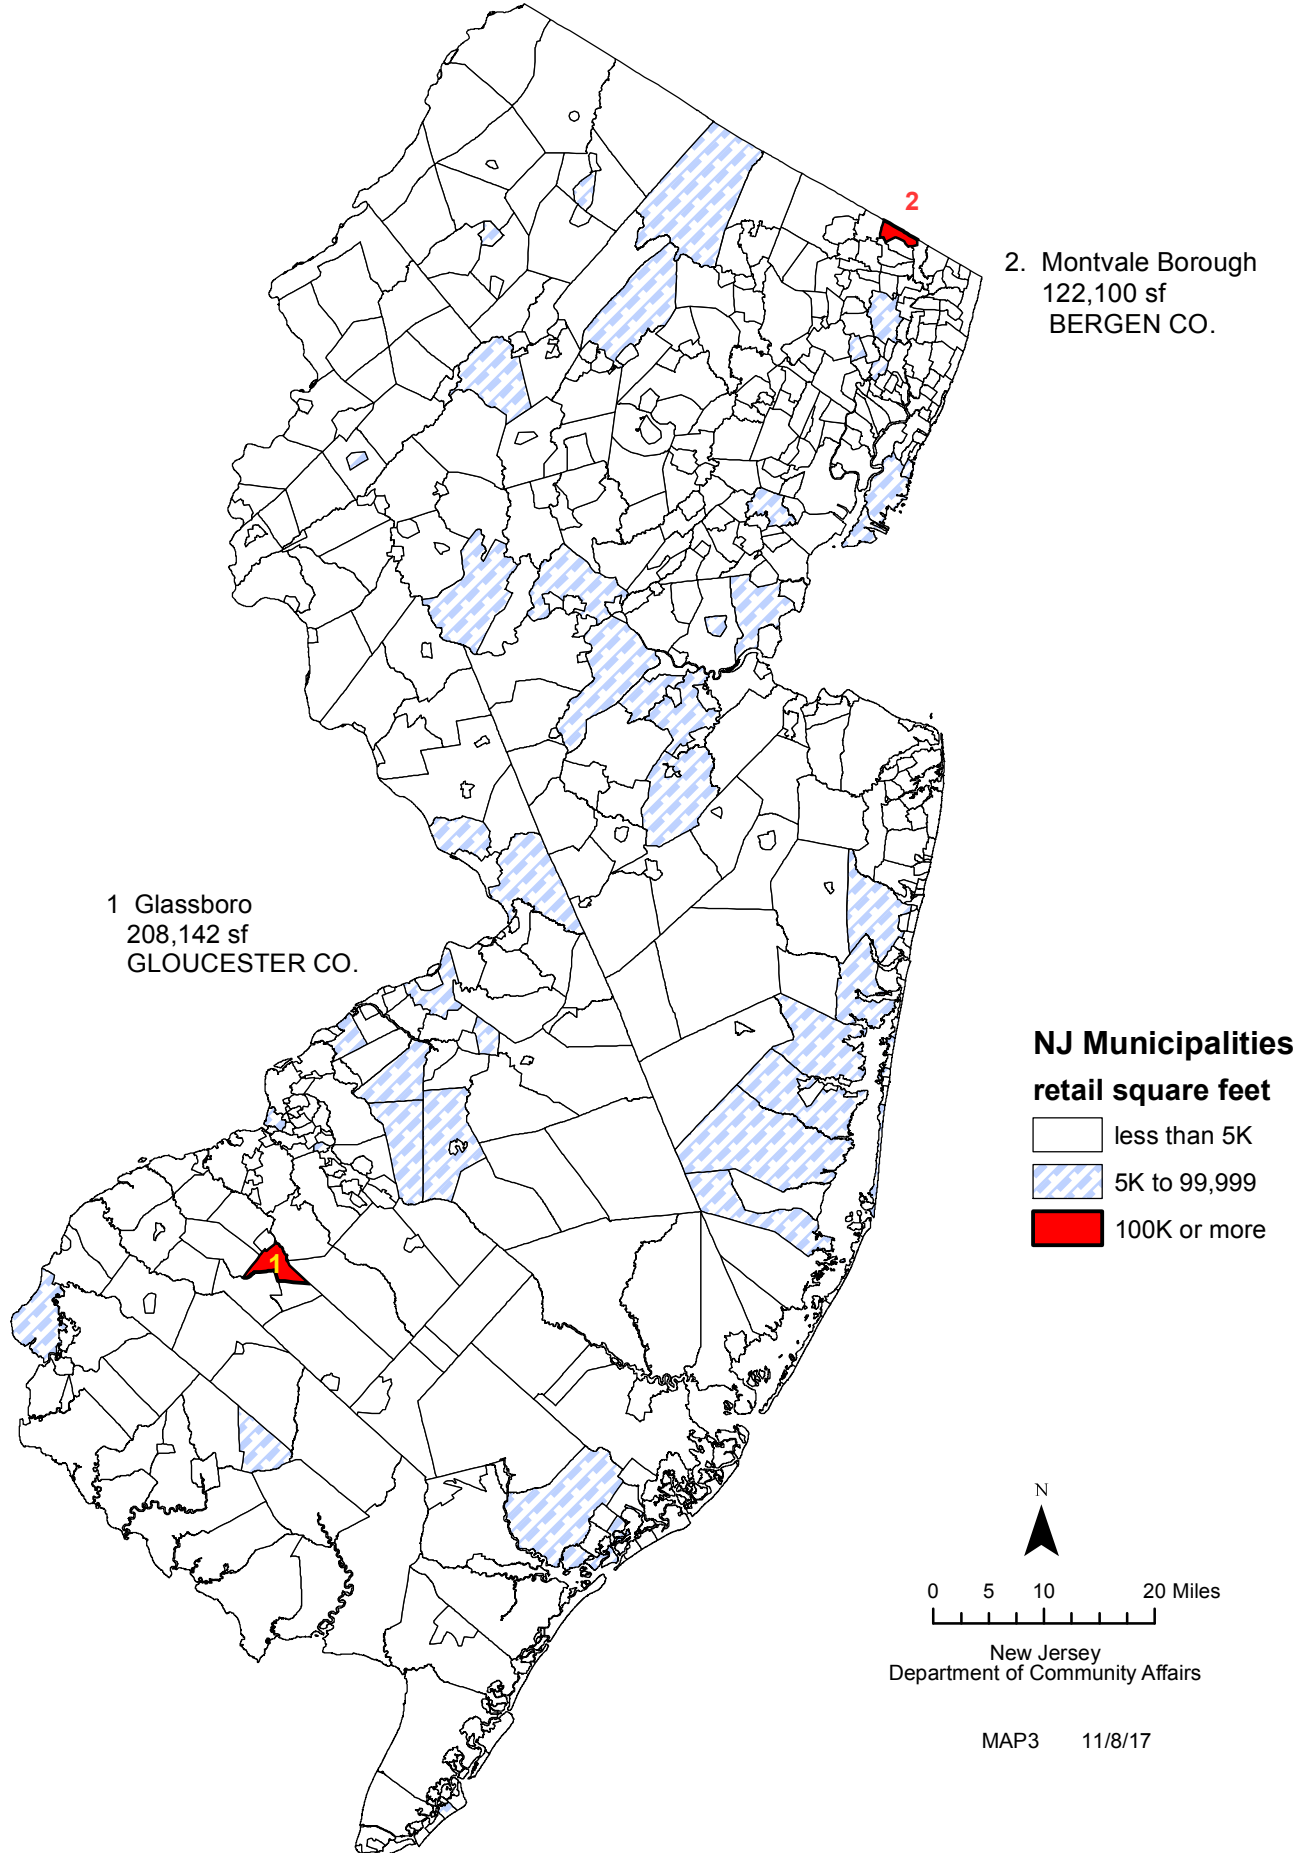 2
2. Montvale Borough
122,100 sf
BERGEN CO.
1 Glassboro
208,142 sf
GLOUCESTER CO.
NJ Municipalities
retail square feet
less than 5K
5K to 99,999
100K or more
1
N
0 5 10 20 Miles
New Jersey
Department of Community Affairs
MAP3 11/8/17